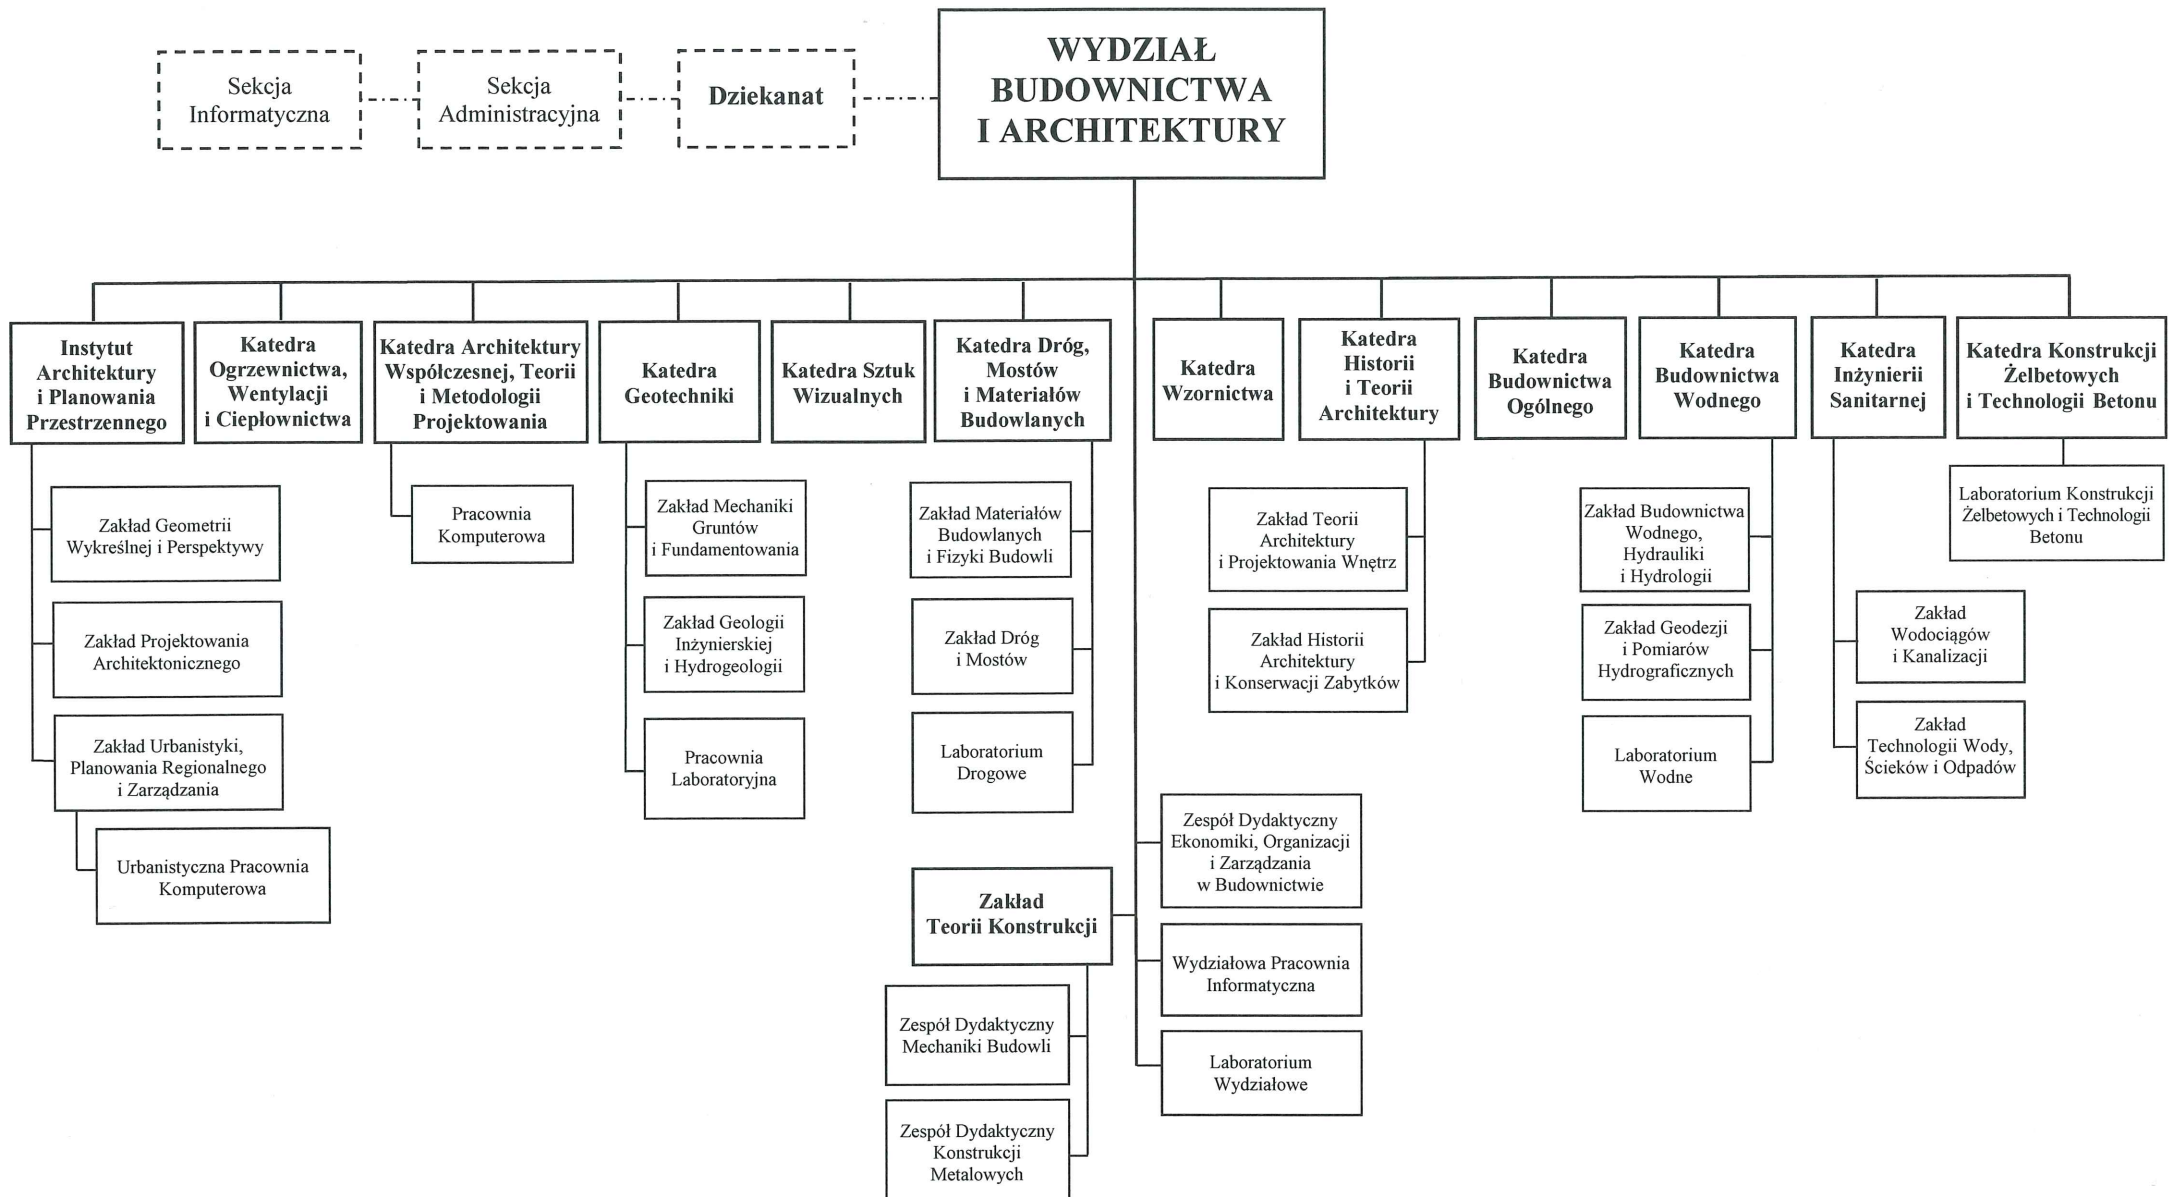 WYDZIAŁ
BUDOWNICTWA
I ARCHITEKTURY
Sekcja
Informatyczna
Sekcja
Administracyjna
Dziekanat
Instytut
Architektury
i Planowania
Przestrzennego
Katedra
Ogrzewnictwa,
Wentylacji
i Ciepłownictwa
Katedra Architektury
Współczesnej, Teorii
i Metodologii
Projektowania
Katedra
Geotechniki
Katedra Sztuk
Wizualnych
Katedra Dróg,
Mostów
i Materiałów
Budowlanych
Katedra
Wzornictwa
Katedra
Historii
i Teorii
Architektury
Katedra
Budownictwa
Ogólnego
Katedra
Budownictwa
Wodnego
Katedra
Inżynierii
Sanitarnej
Katedra Konstrukcji
Żelbetowych
i Technologii Betonu
Zakład Geometrii
Wykreślnej i Perspektywy
Zakład Projektowania
Architektonicznego
Zakład Urbanistyki,
Planowania Regionalnego
i Zarządzania
Urbanistyczna Pracownia
Komputerowa
Pracownia
Komputerowa
Zakład Mechaniki
Gruntów
i Fundamentowania
Zakład Geologii
Inżynierskiej
i Hydrogeologii
Pracownia
Laboratoryjna
Zakład Materiałów
Budowlanych
i Fizyki Budowli
Zakład Dróg
i Mostów
Laboratorium
Drogowe
Zakład Teorii
Architektury
i Projektowania Wnętrz
Zakład Historii
Architektury
i Konserwacji Zabytków
Zakład Budownictwa
Wodnego,
Hydrauliki
i Hydrologii
Zakład Geodezji
i Pomiarów
Hydrograficznych
Laboratorium
Wodne
Zakład
Wodociągów
i Kanalizacji
Zakład
Technologii Wody,
Ścieków i Odpadów
Laboratorium Konstrukcji
Żelbetowych i Technologii
Betonu
Zespół Dydaktyczny
Ekonomiki, Organizacji
i Zarządzania
w Budownictwie
Zakład
Teorii Konstrukcji
Wydziałowa Pracownia
Informatyczna
Zespół Dydaktyczny
Mechaniki Budowli
Laboratorium
Wydziałowe
Zespół Dydaktyczny
Konstrukcji
Metalowych